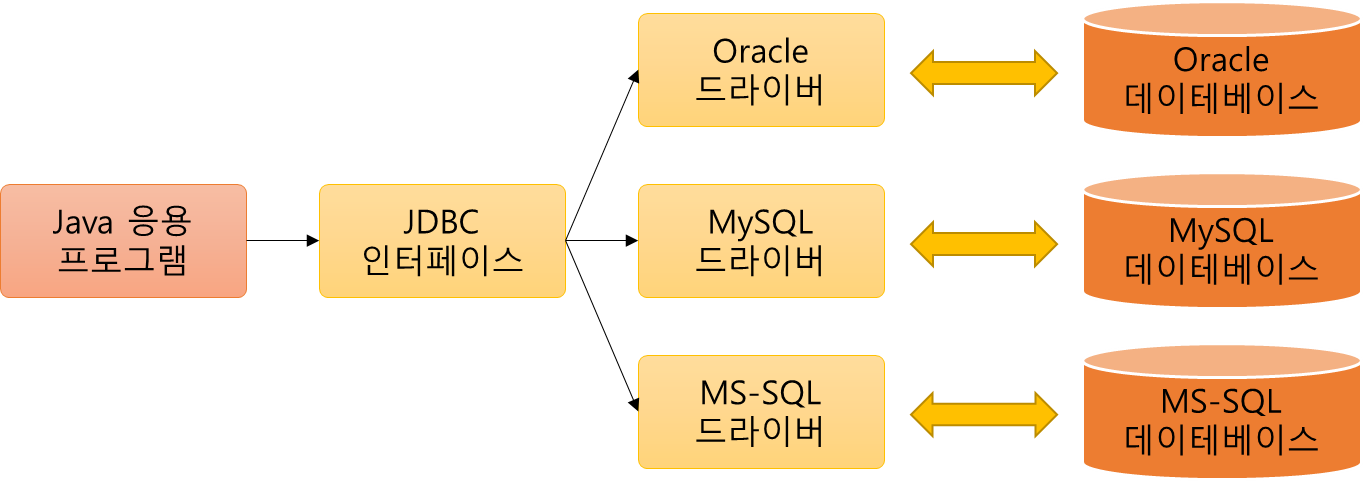 Java 응용
프로그램
JDBC
인터페이스
Oracle
드라이버
Oracle
데이테베이스
MySQL
드라이버
MySQL
데이테베이스
MS-SQL
드라이버
MS-SQL
데이테베이스